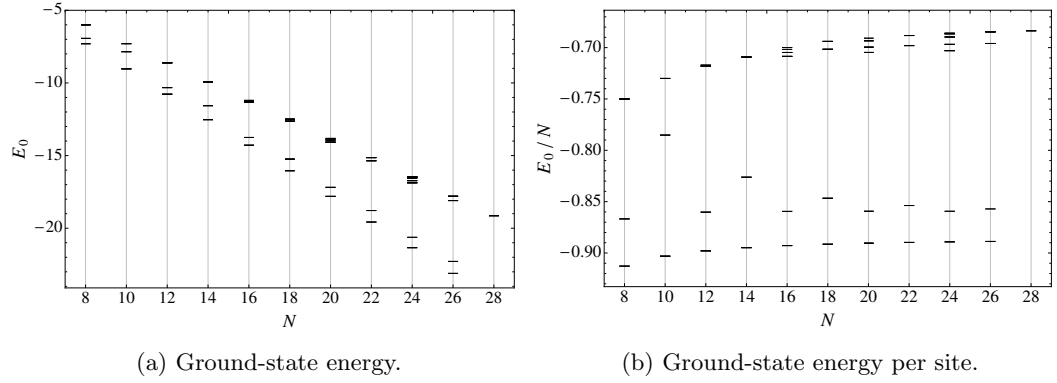 −5
−10
−15
−20
E0
8 10 12 14 16 18 20 22 24 26 28
N
(a) Ground-state energy.
−0.70
−0.75
−0.80
−0.85
−0.90
E0 / N
8 10 12 14 16 18 20 22 24 26 28
N
(b) Ground-state energy per site.